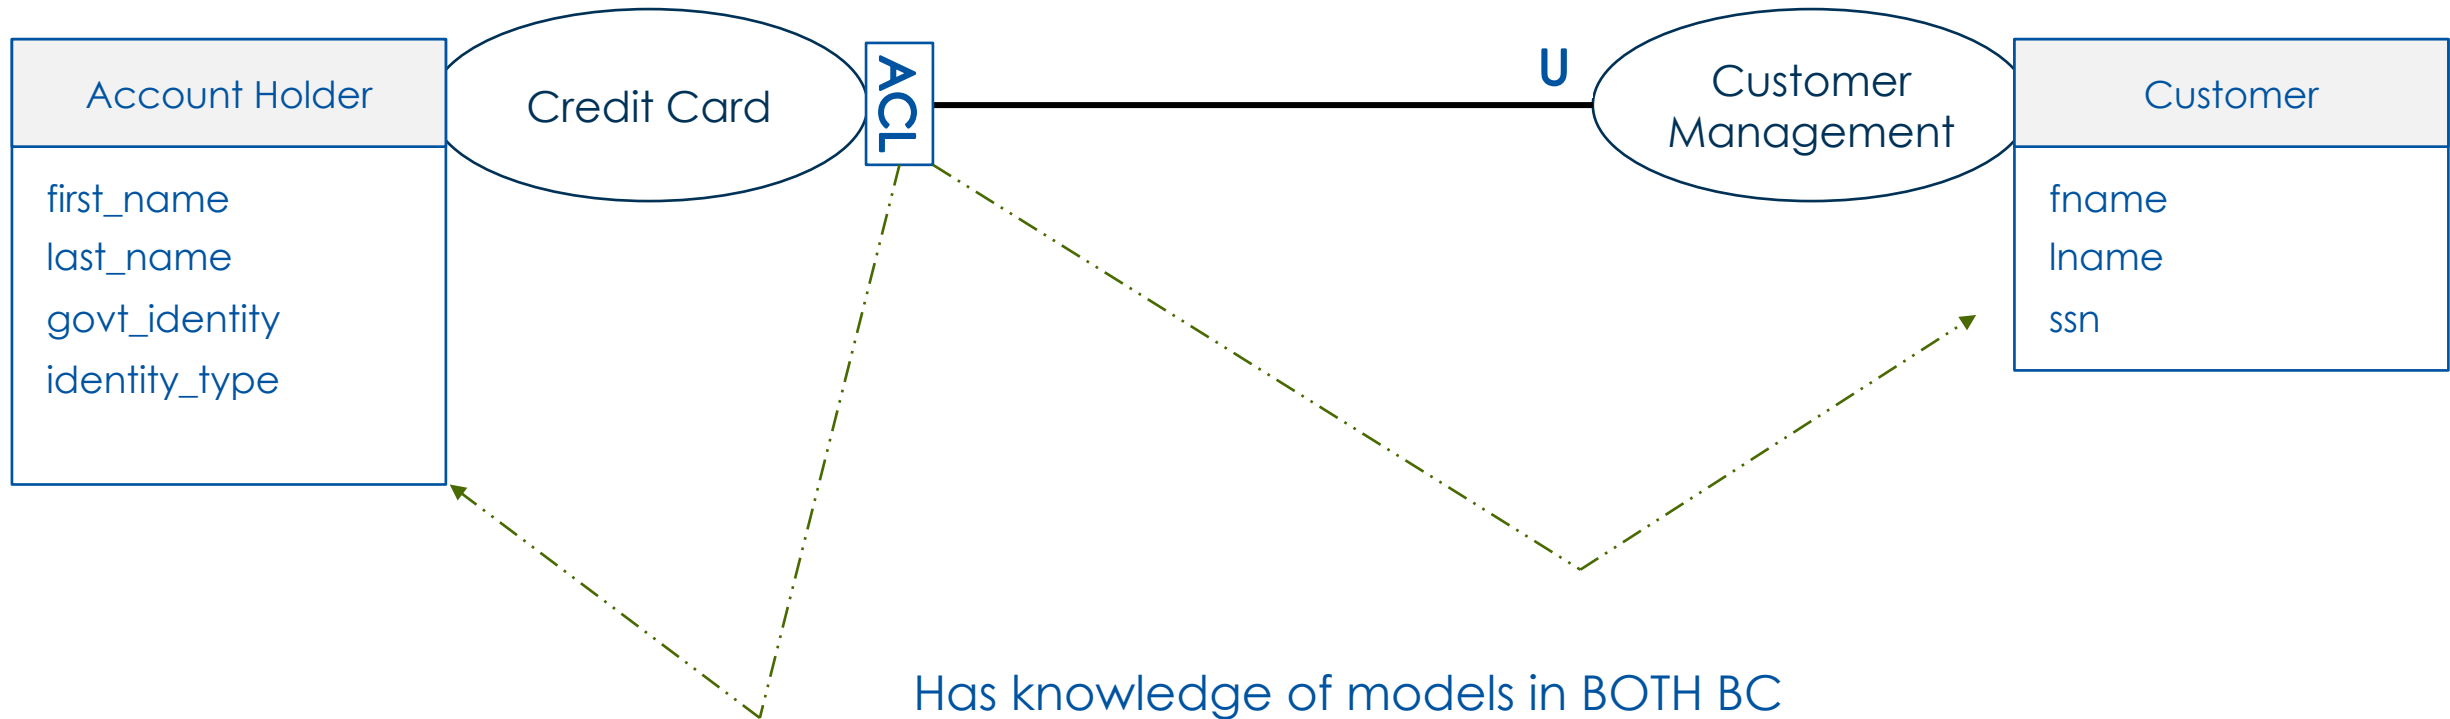 Account Holder
first_name
last_name
govt_identity
identity_type
Credit Card
ACL
U
Customer
Management
Customer
fname
lname
ssn
Has knowledge of models in BOTH BC